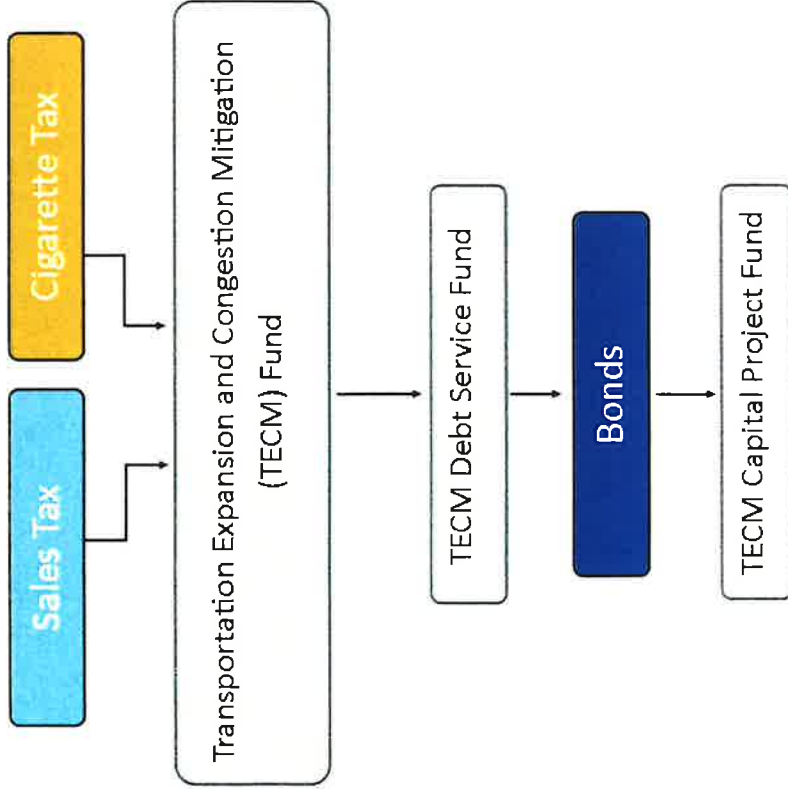 Sales Tax
Cigarette Tax
Transportation Expansion and Congestion Mitigation
(TECM) Fund
TECM Debt Service Fund
Bonds
TECM Capital Project Fund